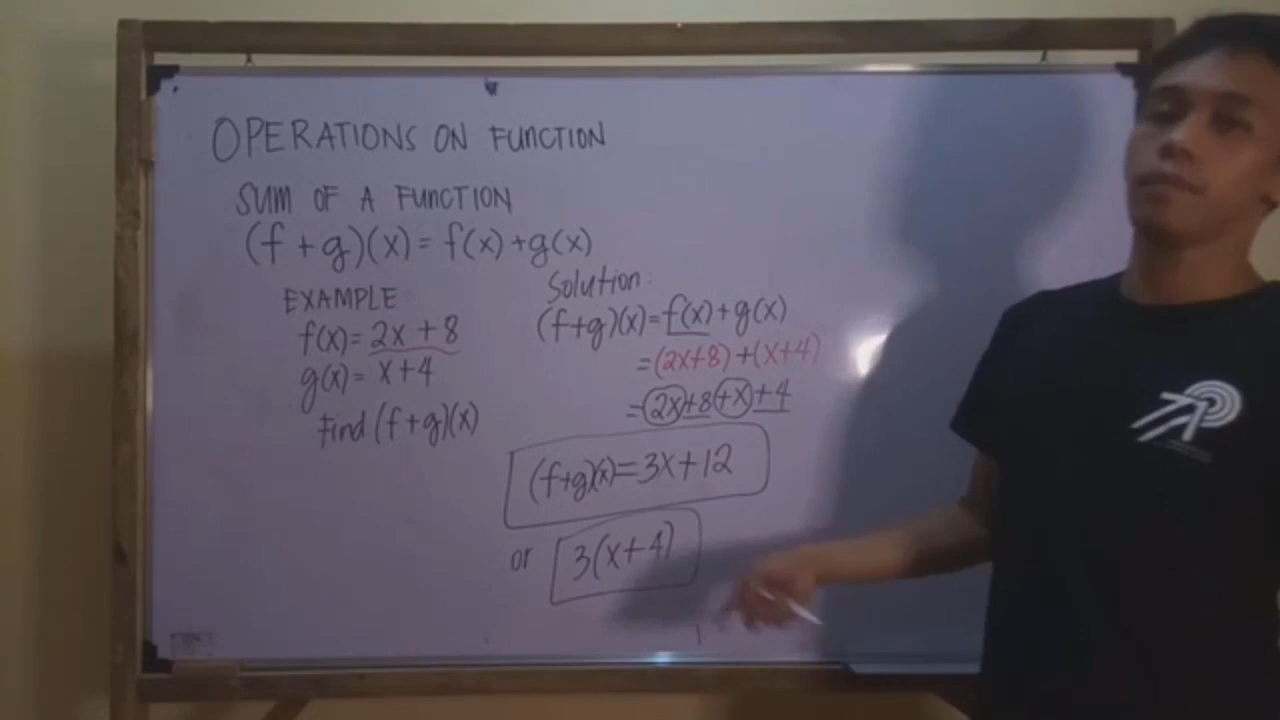 OPERATIONS ON FUNCTION
SUM OF A FUNCTION
(f+g)(x)=f(x)+g(x)
EXAMPLE
f(x)=2x+8
g(x)=x+4
Find (f+g)(x)
Solution:
(f+g)(x)=f(x)+g(x)
=(2x+8)+(x+4)
=2x+8+x+4
(f+g)(x)=3x+12
or 3(x+4)